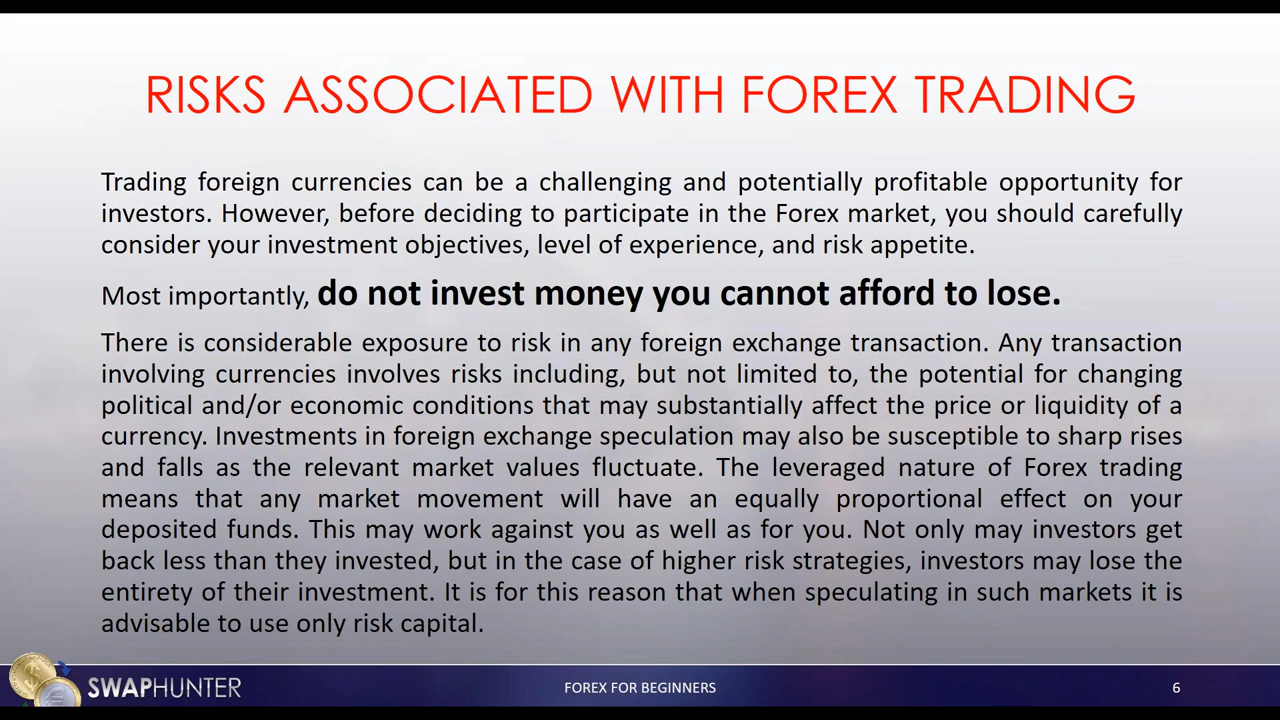 RISKS ASSOCIATED WITH FOREX TRADING
Trading foreign currencies can be a challenging and potentially profitable opportunity for
investors. However, before deciding to participate in the Forex market, you should carefully
consider your investment objectives, level of experience, and risk appetite.
Most importantly, do not invest money you cannot afford to lose.
There is considerable exposure to risk in any foreign exchange transaction. Any transaction
involving currencies involves risks including, but not limited to, the potential for changing
political and/or economic conditions that may substantially affect the price or liquidity of a
currency. Investments in foreign exchange speculation may also be susceptible to sharp rises
and falls as the relevant market values fluctuate. The leveraged nature of Forex trading
means that any market movement will have an equally proportional effect on your
deposited funds. This may work against you as well as for you. Not only may investors get
back less than they invested, but in the case of higher risk strategies, investors may lose the
entirety of their investment. It is for this reason that when speculating in such markets it is
advisable to use only risk capital.
SWAPHUNTER
FOREX FOR BEGINNERS
6